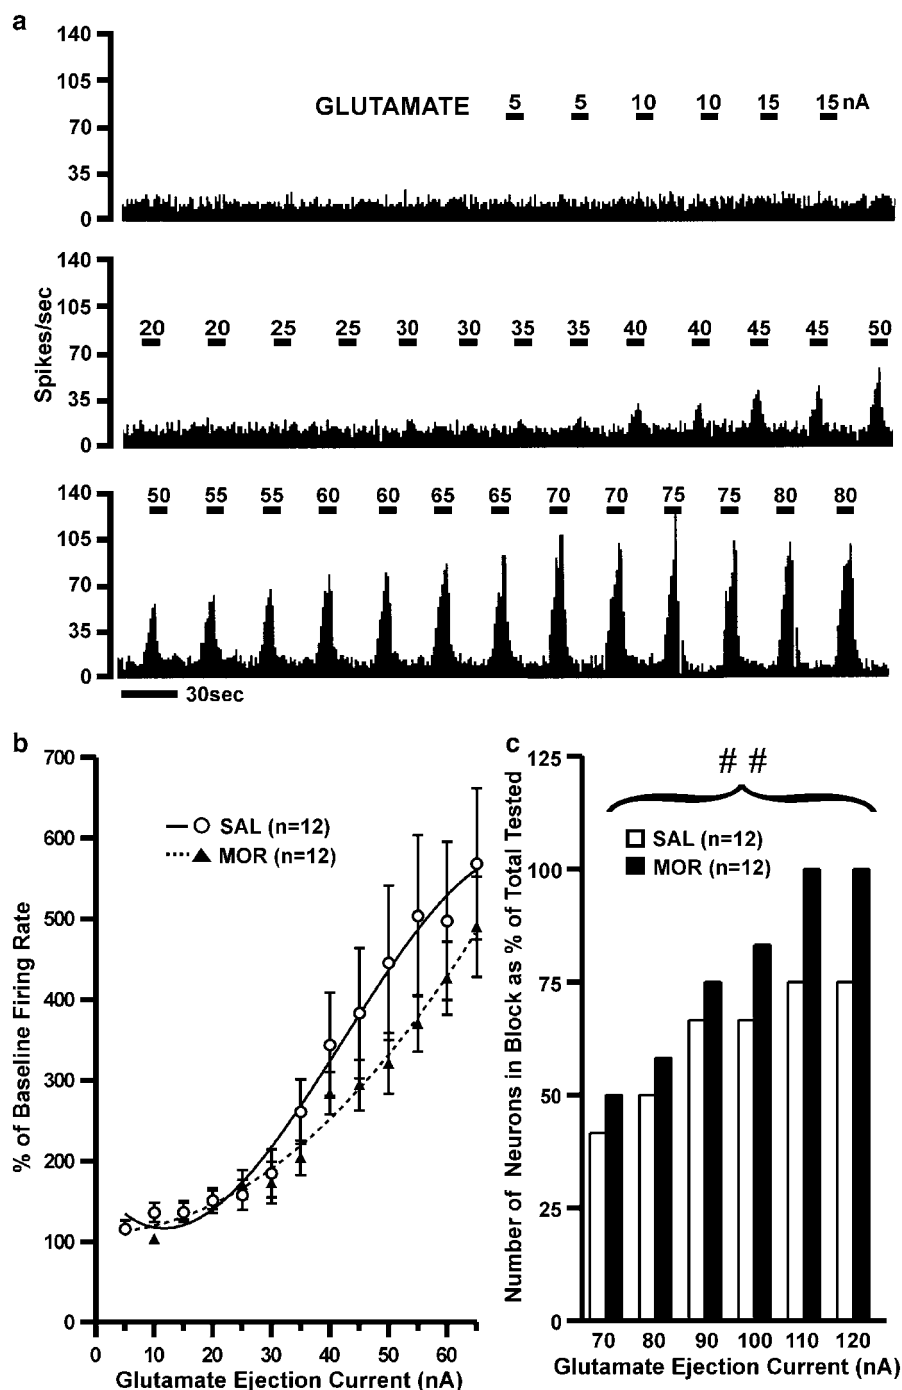 a
140
105
70
35
0
GLUTAMATE 5 5 10 10 15 15 nA
Spikes/sec
140
105
70
35
0
20 20 25 25 30 30 35 35 40 40 45 45 50
140
105
70
35
0
50 55 55 60 60 65 65 70 70 75 75 80 80
30sec
b
% of Baseline Firing Rate
700
600
500
400
300
200
100
0
SAL (n=12)
MOR (n=12)
0 10 20 30 40 50 60
Glutamate Ejection Current (nA)
c
Number of Neurons in Block as % of Total Tested
125
100
75
50
25
0
# #
SAL (n=12)
MOR (n=12)
70 80 90 100 110 120
Glutamate Ejection Current (nA)